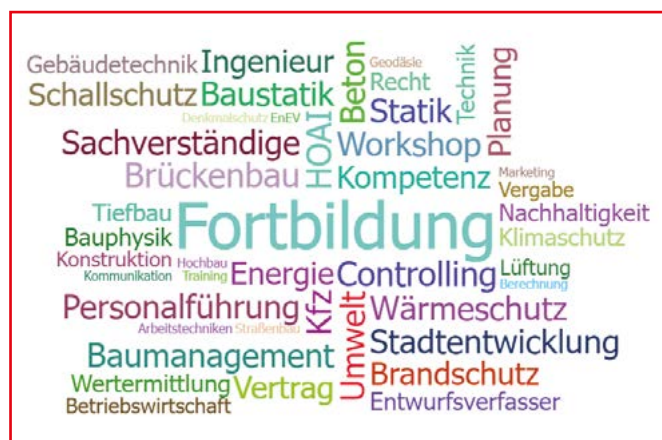 Gebäudetechnik
Ingenieur
Beton
Geodäsie
Recht
Technik
Planung
Schallschutz
Baustatik
Statik
Denkmalschutz
EnEV
HOAI
Sachverständige
Workshop
Brückenbau
Kompetenz
Marketing
Vergabe
Tiefbau
Fortbildung
Nachhaltigkeit
Bauphysik
Klimaschutz
Konstruktion
Hochbau
Energie
Controlling
Lüftung
Kommunikation
Training
Berechnung
Personalführung
Kfz
Umwelt
Wärmeschutz
Arbeitstechniken
Straßenbau
Stadtentwicklung
Baumanagement
Brandschutz
Wertermittlung
Vertrag
Betriebswirtschaft
Entwurfsverfasser